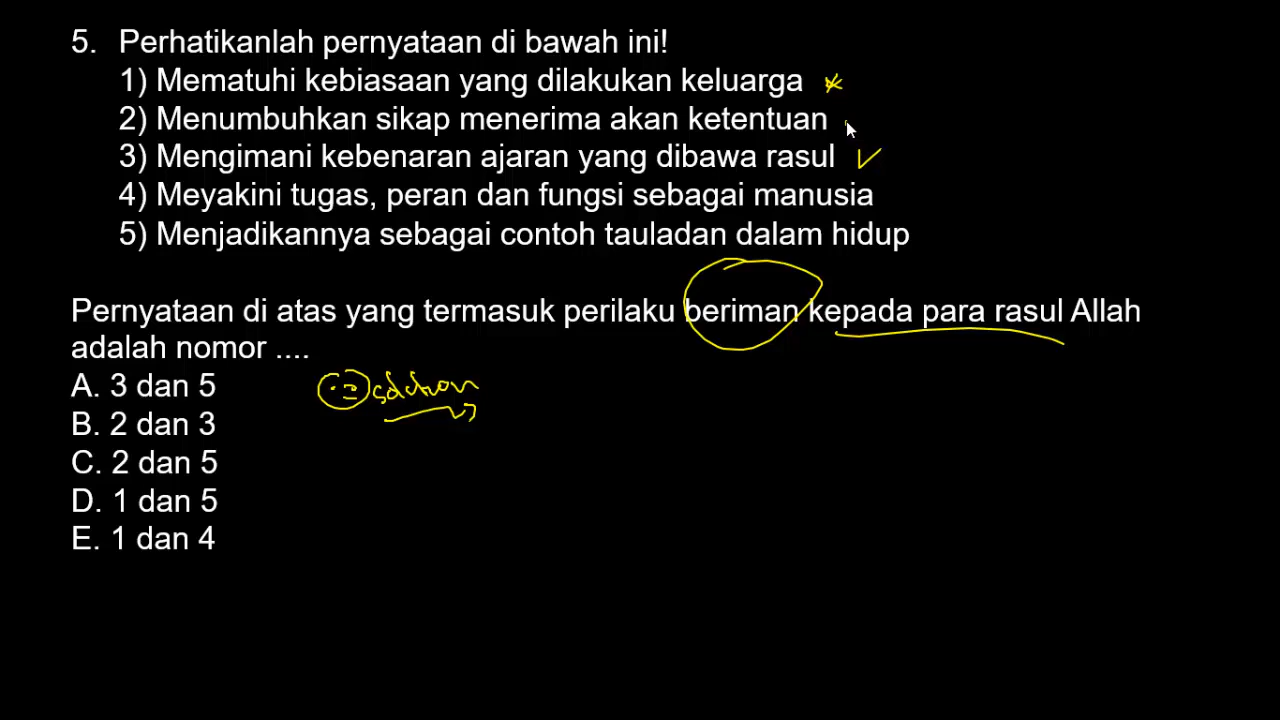 5. Perhatikanlah pernyataan di bawah ini!
1) Mematuhi kebiasaan yang dilakukan keluarga
2) Menumbuhkan sikap menerima akan ketentuan
3) Mengimani kebenaran ajaran yang dibawa rasul
4) Meyakini tugas, peran dan fungsi sebagai manusia
5) Menjadikannya sebagai contoh tauladan dalam hidup
Pernyataan di atas yang termasuk perilaku beriman kepada para rasul Allah
adalah nomor ....
A. 3 dan 5
B. 2 dan 3
C. 2 dan 5
D. 1 dan 5
E. 1 dan 4